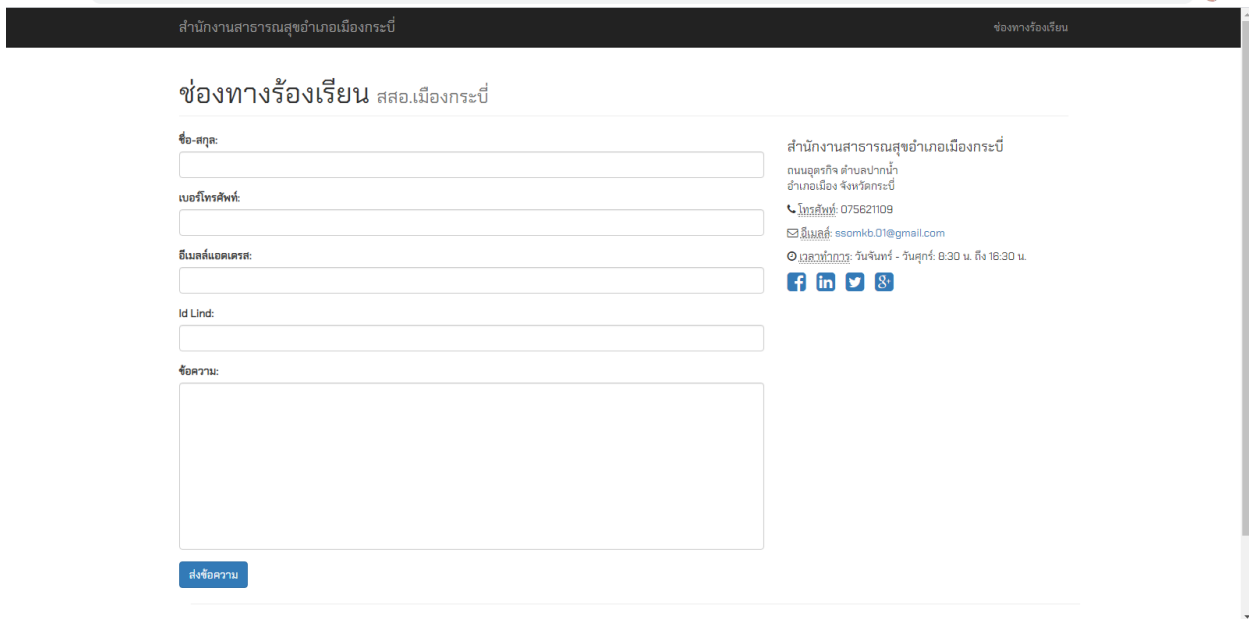 สำนักงานสาธารณสุขอำเภอเมืองกระบี่
ช่องทางร้องเรียน
ช่องทางร้องเรียน สสอ.เมืองกระบี่
ชื่อ-สกุล:
เบอร์โทรศัพท์:
อีเมลล์แอดเดรส:
Id Lind:
ข้อความ:
ส่งข้อความ
สำนักงานสาธารณสุขอำเภอเมืองกระบี่
ถนนอุตรกิจ ตำบลปากน้ำ
อำเภอเมือง จังหวัดกระบี่
โทรศัพท์: 075621109
อีเมลล์: ssomkb.01@gmail.com
เวลาทำการ: วันจันทร์ - วันศุกร์: 8:30 น. ถึง 16:30 น.